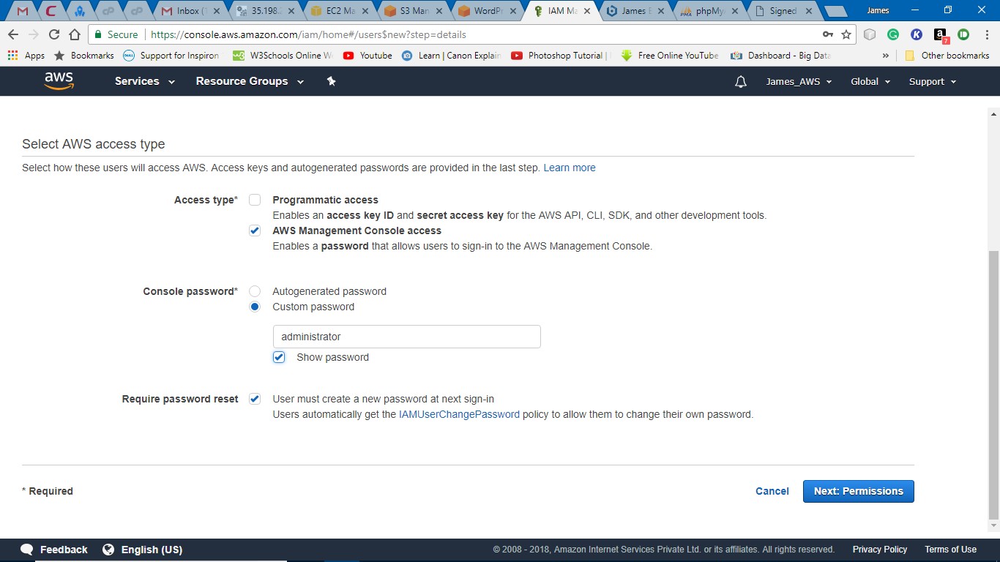 Inbox (1
35.198.
EC2 Ma
S3 Man
WordPr
IAM Ma
James E
phpMyA
Signed
James
Secure
https://console.aws.amazon.com/iam/home#/users$new?step=details
7
Apps
Bookmarks
Support for Inspiron
W3Schools Online W
Youtube
Learn | Canon Explain
Photoshop Tutorial |
Free Online YouTube
Dashboard - Big Data
»
Other bookmarks
aws
Services
Resource Groups
James_AWS
Global
Support
Select AWS access type
Select how these users will access AWS. Access keys and autogenerated passwords are provided in the last step. Learn more
Access type*
Programmatic access
Enables an access key ID and secret access key for the AWS API, CLI, SDK, and other development tools.
AWS Management Console access
Enables a password that allows users to sign-in to the AWS Management Console.
Console password*
Autogenerated password
Custom password
administrator
Show password
Require password reset
User must create a new password at next sign-in
Users automatically get the IAMUserChangePassword policy to allow them to change their own password.
* Required
Cancel
Next: Permissions
Feedback
English (US)
© 2008 - 2018, Amazon Internet Services Private Ltd. or its affiliates. All rights reserved.
Privacy Policy
Terms of Use